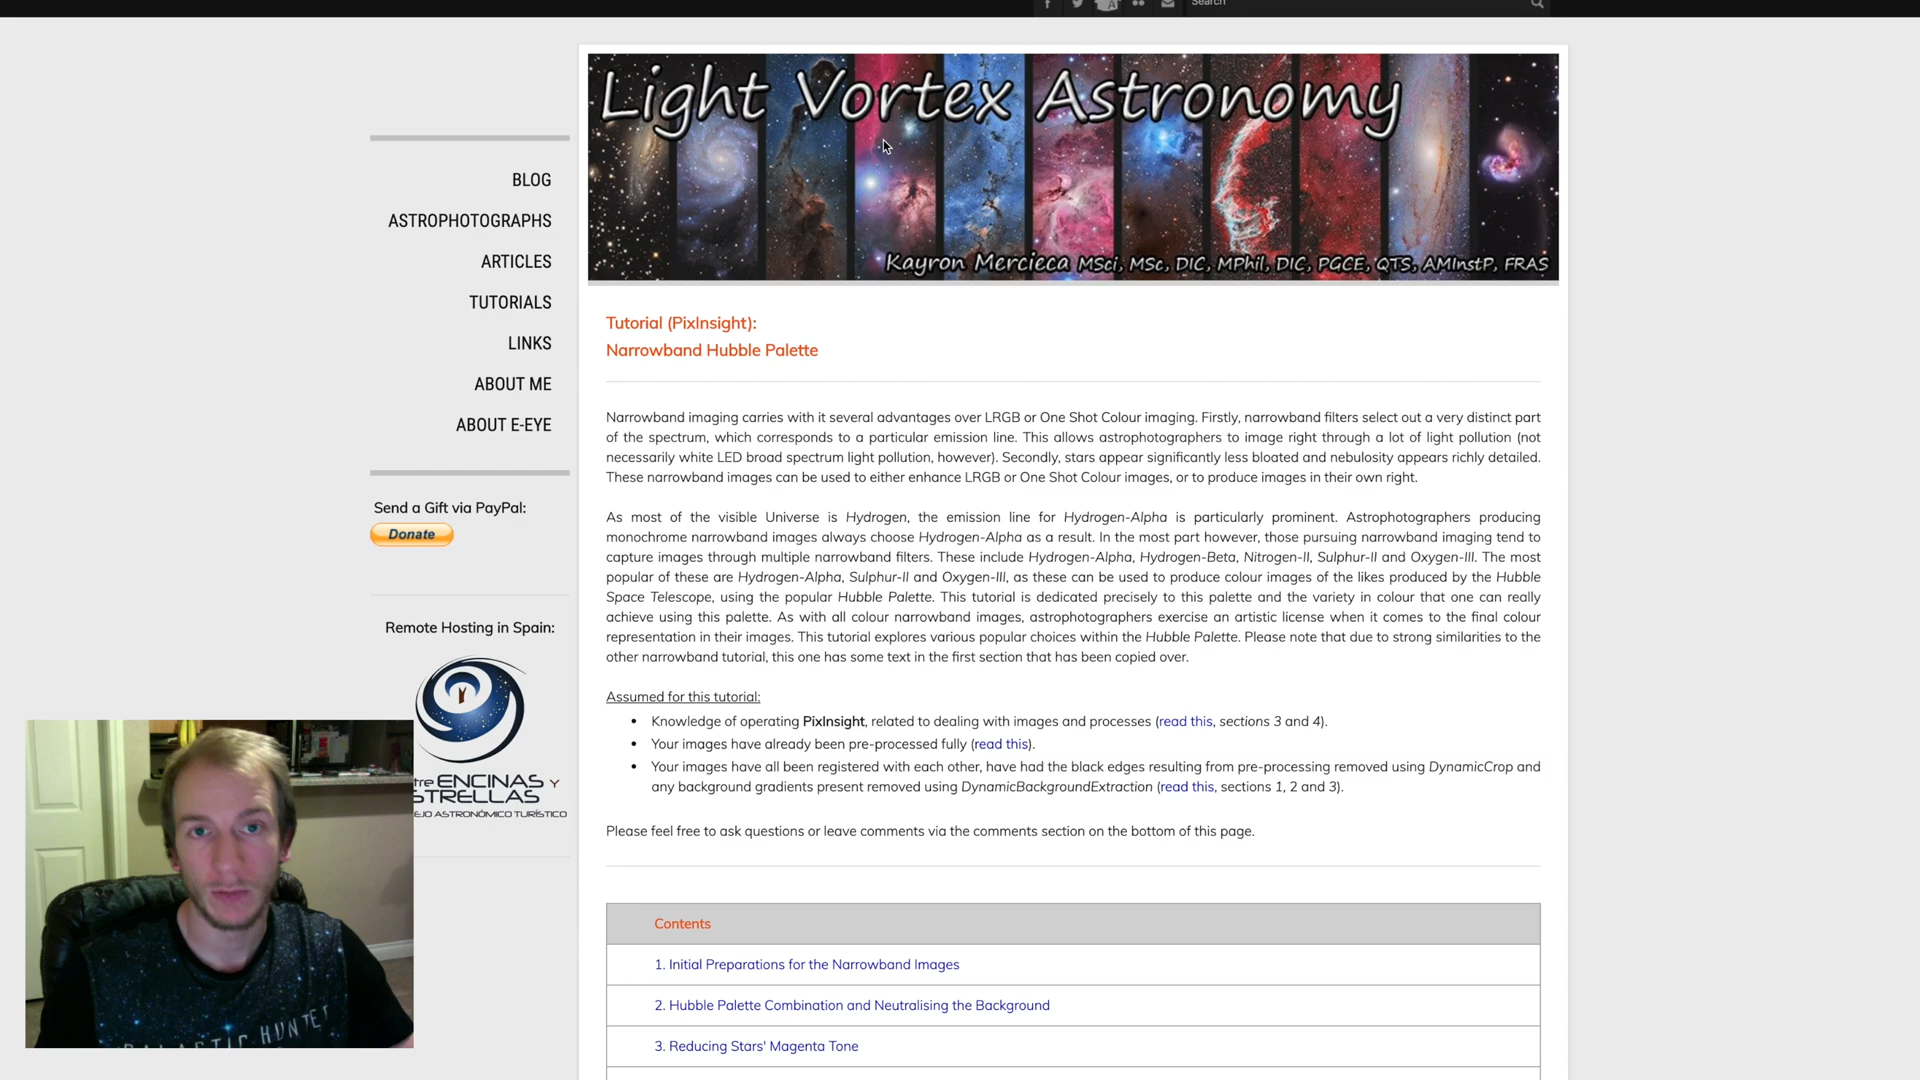 Search
Light Vortex Astronomy
Kayron Mercieca MSci, MSc, DIC, MPhil, DIC, PGCE, QTS, AMInstP, FRAS
BLOG
ASTROPHOTOGRAPHS
ARTICLES
TUTORIALS
LINKS
ABOUT ME
ABOUT E-EYE
Send a Gift via PayPal:
Donate
Remote Hosting in Spain:
ENCINAS Y
STRELLAS
ASTRONÓMICO TURÍSTICO
Tutorial (PixInsight):
Narrowband Hubble Palette
Narrowband imaging carries with it several advantages over LRGB or One Shot Colour imaging. Firstly, narrowband filters select out a very distinct part
of the spectrum, which corresponds to a particular emission line. This allows astrophotographers to image right through a lot of light pollution (not
necessarily white LED broad spectrum light pollution, however). Secondly, stars appear significantly less bloated and nebulosity appears richly detailed.
These narrowband images can be used to either enhance LRGB or One Shot Colour images, or to produce images in their own right.
As most of the visible Universe is Hydrogen, the emission line for Hydrogen-Alpha is particularly prominent. Astrophotographers producing
monochrome narrowband images always choose Hydrogen-Alpha as a result. In the most part however, those pursuing narrowband imaging tend to
capture images through multiple narrowband filters. These include Hydrogen-Alpha, Hydrogen-Beta, Nitrogen-II, Sulphur-II and Oxygen-III. The most
popular of these are Hydrogen-Alpha, Sulphur-II and Oxygen-III, as these can be used to produce colour images of the likes produced by the Hubble
Space Telescope, using the popular Hubble Palette. This tutorial is dedicated precisely to this palette and the variety in colour that one can really
achieve using this palette. As with all colour narrowband images, astrophotographers exercise an artistic license when it comes to the final colour
representation in their images. This tutorial explores various popular choices within the Hubble Palette. Please note that due to strong similarities to the
other narrowband tutorial, this one has some text in the first section that has been copied over.
Assumed for this tutorial:
• Knowledge of operating PixInsight, related to dealing with images and processes (read this, sections 3 and 4).
• Your images have already been pre-processed fully (read this).
• Your images have all been registered with each other, have had the black edges resulting from pre-processing removed using DynamicCrop and
any background gradients present removed using DynamicBackgroundExtraction (read this, sections 1, 2 and 3).
Please feel free to ask questions or leave comments via the comments section on the bottom of this page.
Contents
1. Initial Preparations for the Narrowband Images
2. Hubble Palette Combination and Neutralising the Background
3. Reducing Stars' Magenta Tone
HUNTER